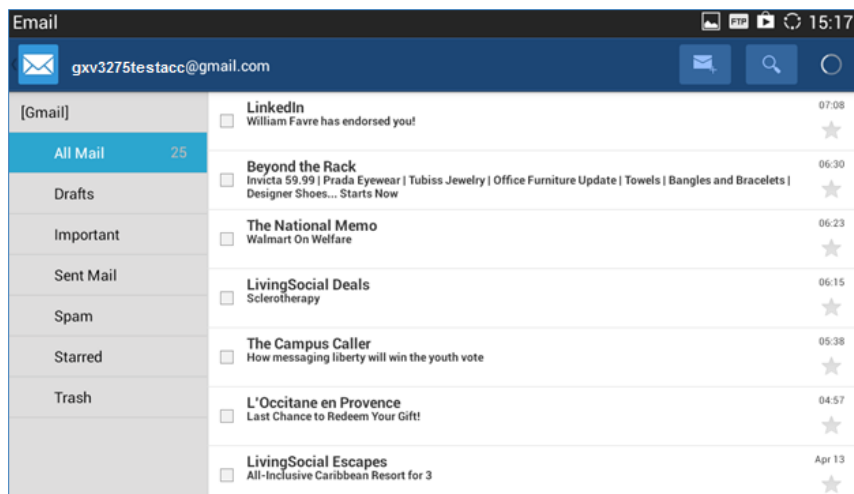 Email
FTP
15:17
gxv3275testacc@gmail.com
[Gmail]
All Mail 25
Drafts
Important
Sent Mail
Spam
Starred
Trash
LinkedIn 07:08
William Favre has endorsed you!
Beyond the Rack 06:30
Invicta 59.99 | Prada Eyewear | Tubiss Jewelry | Office Furniture Update | Towels | Bangles and Bracelets |
Designer Shoes... Starts Now
The National Memo 06:23
Walmart On Welfare
LivingSocial Deals 06:15
Sclerotherapy
The Campus Caller 05:38
How messaging liberty will win the youth vote
L'Occitane en Provence 04:57
Last Chance to Redeem Your Gift!
LivingSocial Escapes Apr 13
All-Inclusive Caribbean Resort for 3